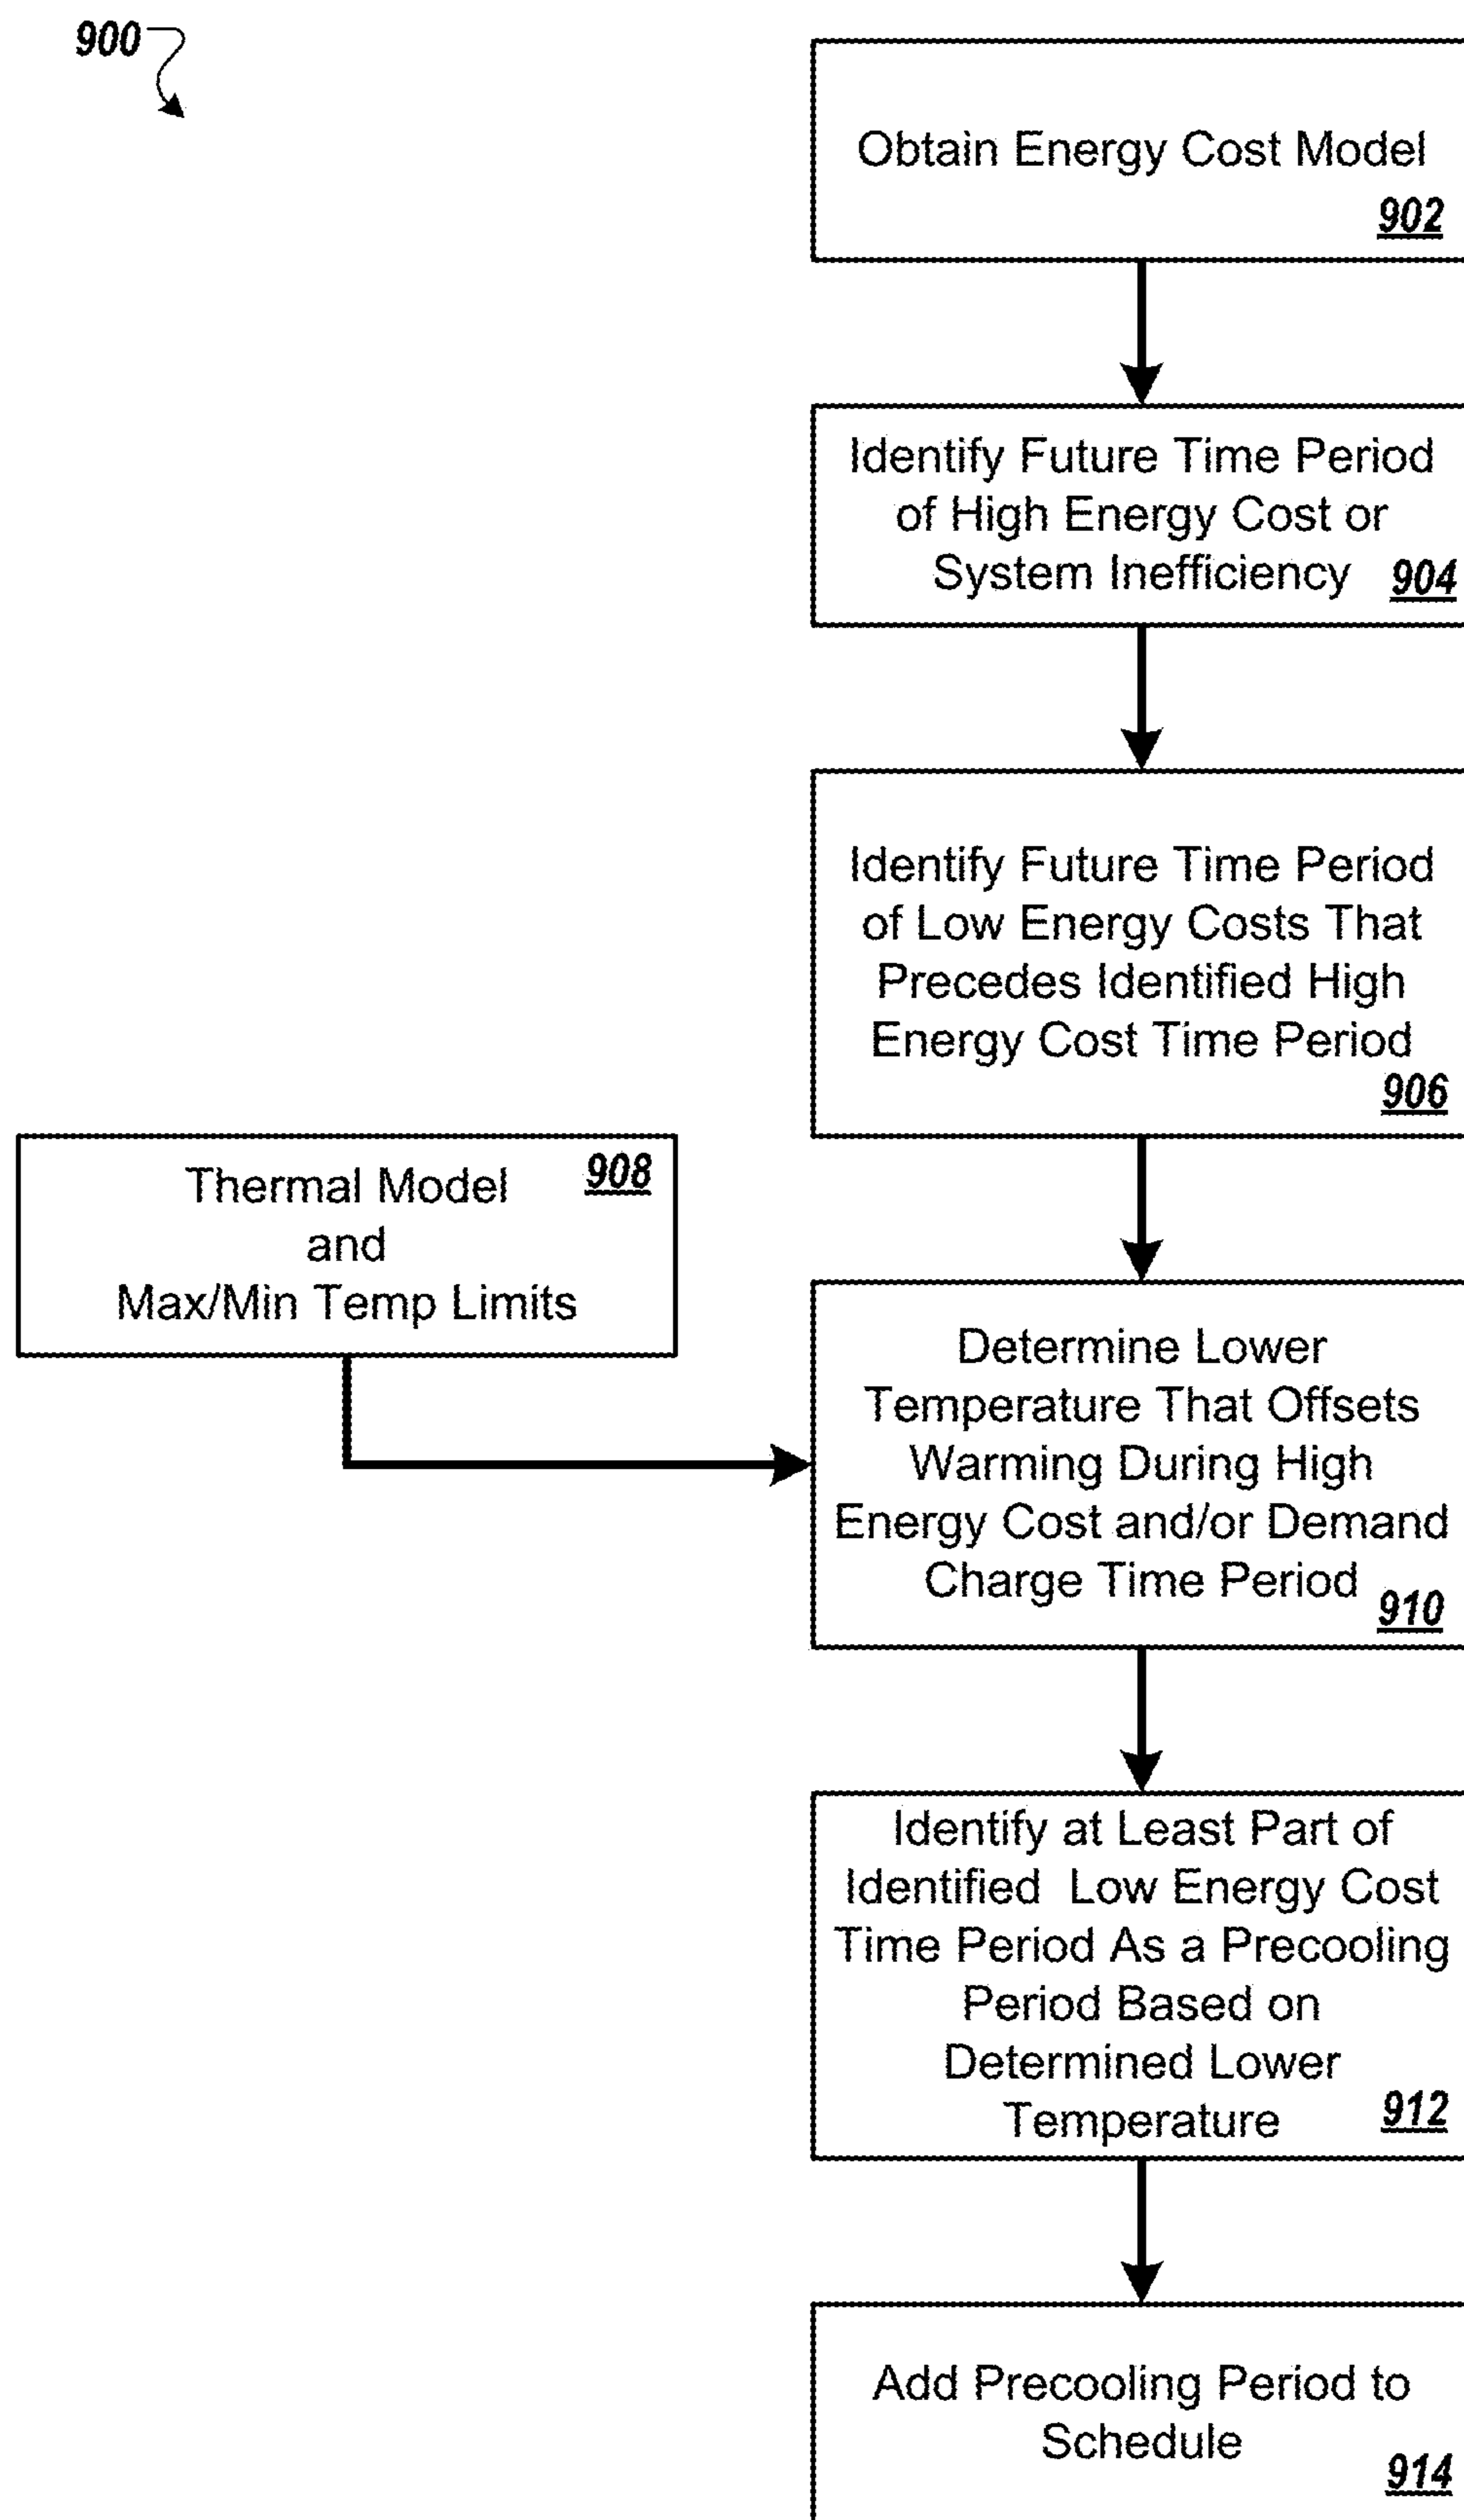 900
Obtain Energy Cost Model
902
Identify Future Time Period
of High Energy Cost or
System Inefficiency 904
Identify Future Time Period
of Low Energy Costs That
Precedes Identified High
Energy Cost Time Period
906
Thermal Model 908
and
Max/Min Temp Limits
Determine Lower
Temperature That Offsets
Warming During High
Energy Cost and/or Demand
Charge Time Period 910
Identify at Least Part of
Identified Low Energy Cost
Time Period As a Precooling
Period Based on
Determined Lower
Temperature 912
Add Precooling Period to
Schedule
914